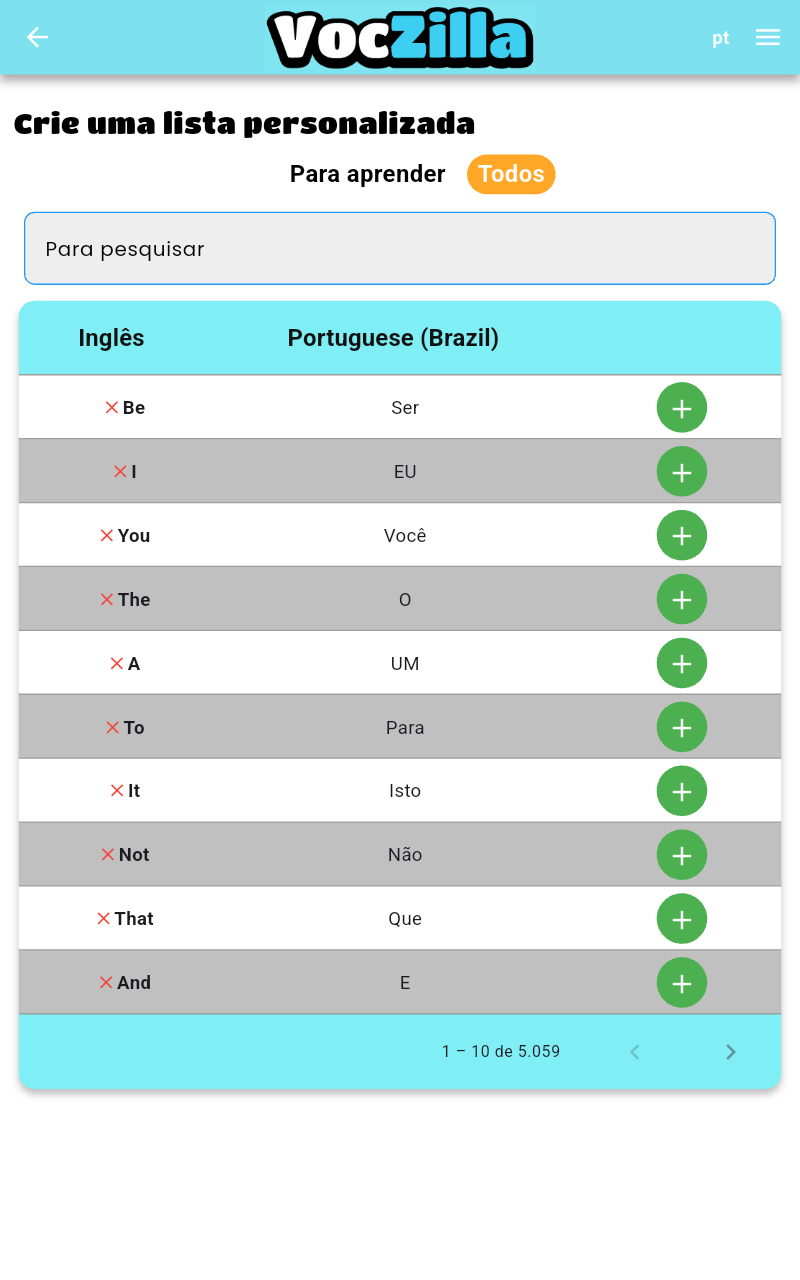 VocZilla
pt
Crie uma lista personalizada
Para aprender Todos
Para pesquisar
Inglês Portuguese (Brazil)
Be Ser
I EU
You Você
The O
A UM
To Para
It Isto
Not Não
That Que
And E
1 – 10 de 5.059